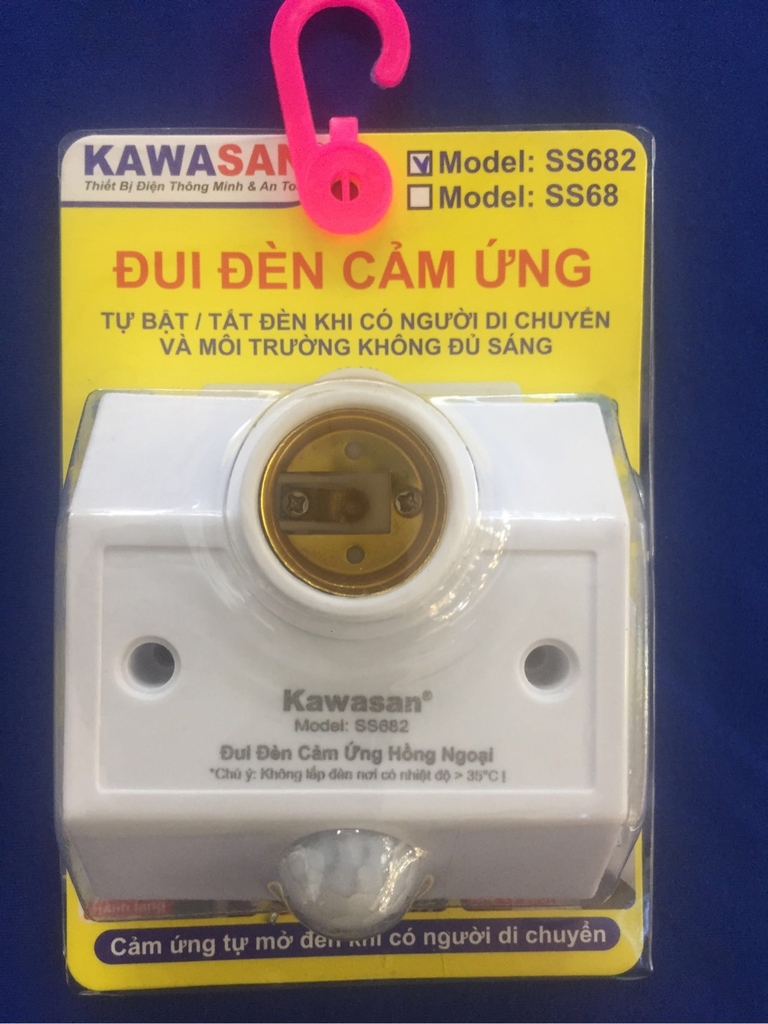 KAWASAN
Thiết Bị Điện Thông Minh & An
Model: SS682
Model: SS68
ĐUI ĐÈN CẢM ỨNG
TỰ BẬT / TẮT ĐÈN KHI CÓ NGƯỜI DI CHUYỂN
VÀ MÔI TRƯỜNG KHÔNG ĐỦ SÁNG
Kawasan®
Model: SS682
Đui Đèn Cảm Ứng Hồng Ngoại
*Chú ý: Không lắp đàn nơi có nhiệt độ > 35°C !
Cảm ứng tự mở đèn khi có người di chuyển